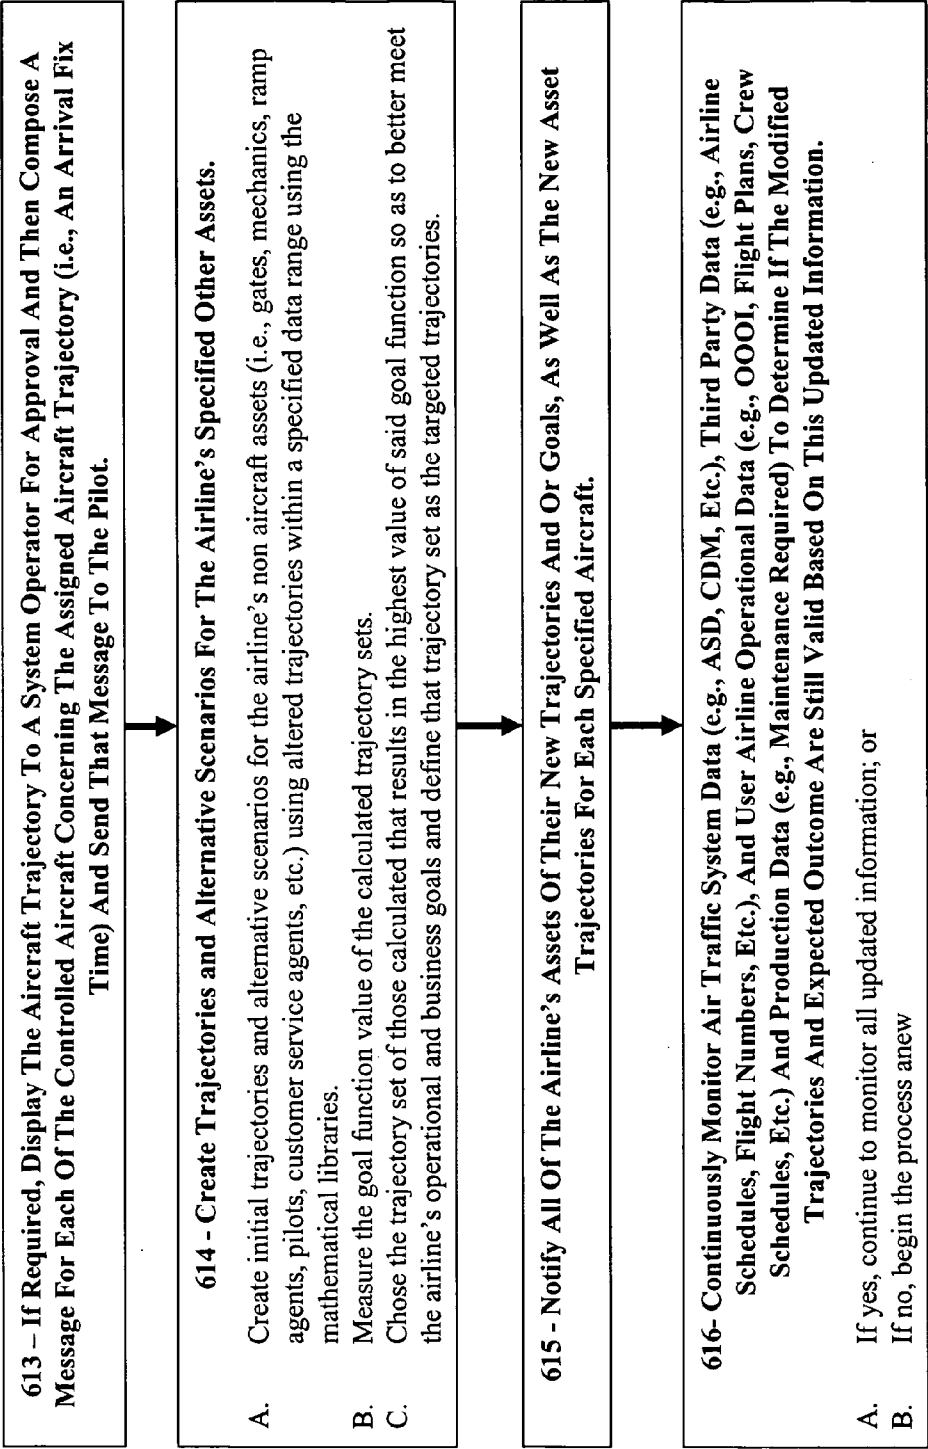 613 – If Required, Display The Aircraft Trajectory To A System Operator For Approval And Then Compose A
Message For Each Of The Controlled Aircraft Concerning The Assigned Aircraft Trajectory (i.e., An Arrival Fix
Time) And Send That Message To The Pilot.
614 - Create Trajectories and Alternative Scenarios For The Airline's Specified Other Assets.
A. Create initial trajectories and alternative scenarios for the airline's non aircraft assets (i.e., gates, mechanics, ramp
agents, pilots, customer service agents, etc.) using altered trajectories within a specified data range using the
mathematical libraries.
B. Measure the goal function value of the calculated trajectory sets.
C. Chose the trajectory set of those calculated that results in the highest value of said goal function so as to better meet
the airline's operational and business goals and define that trajectory set as the targeted trajectories.
615 - Notify All Of The Airline's Assets Of Their New Trajectories And Or Goals, As Well As The New Asset
Trajectories For Each Specified Aircraft.
616- Continuously Monitor Air Traffic System Data (e.g., ASD, CDM, Etc.), Third Party Data (e.g., Airline
Schedules, Flight Numbers, Etc.), And User Airline Operational Data (e.g., OOOI, Flight Plans, Crew
Schedules, Etc.) And Production Data (e.g., Maintenance Required) To Determine If The Modified
Trajectories And Expected Outcome Are Still Valid Based On This Updated Information.
A. If yes, continue to monitor all updated information; or
B. If no, begin the process anew